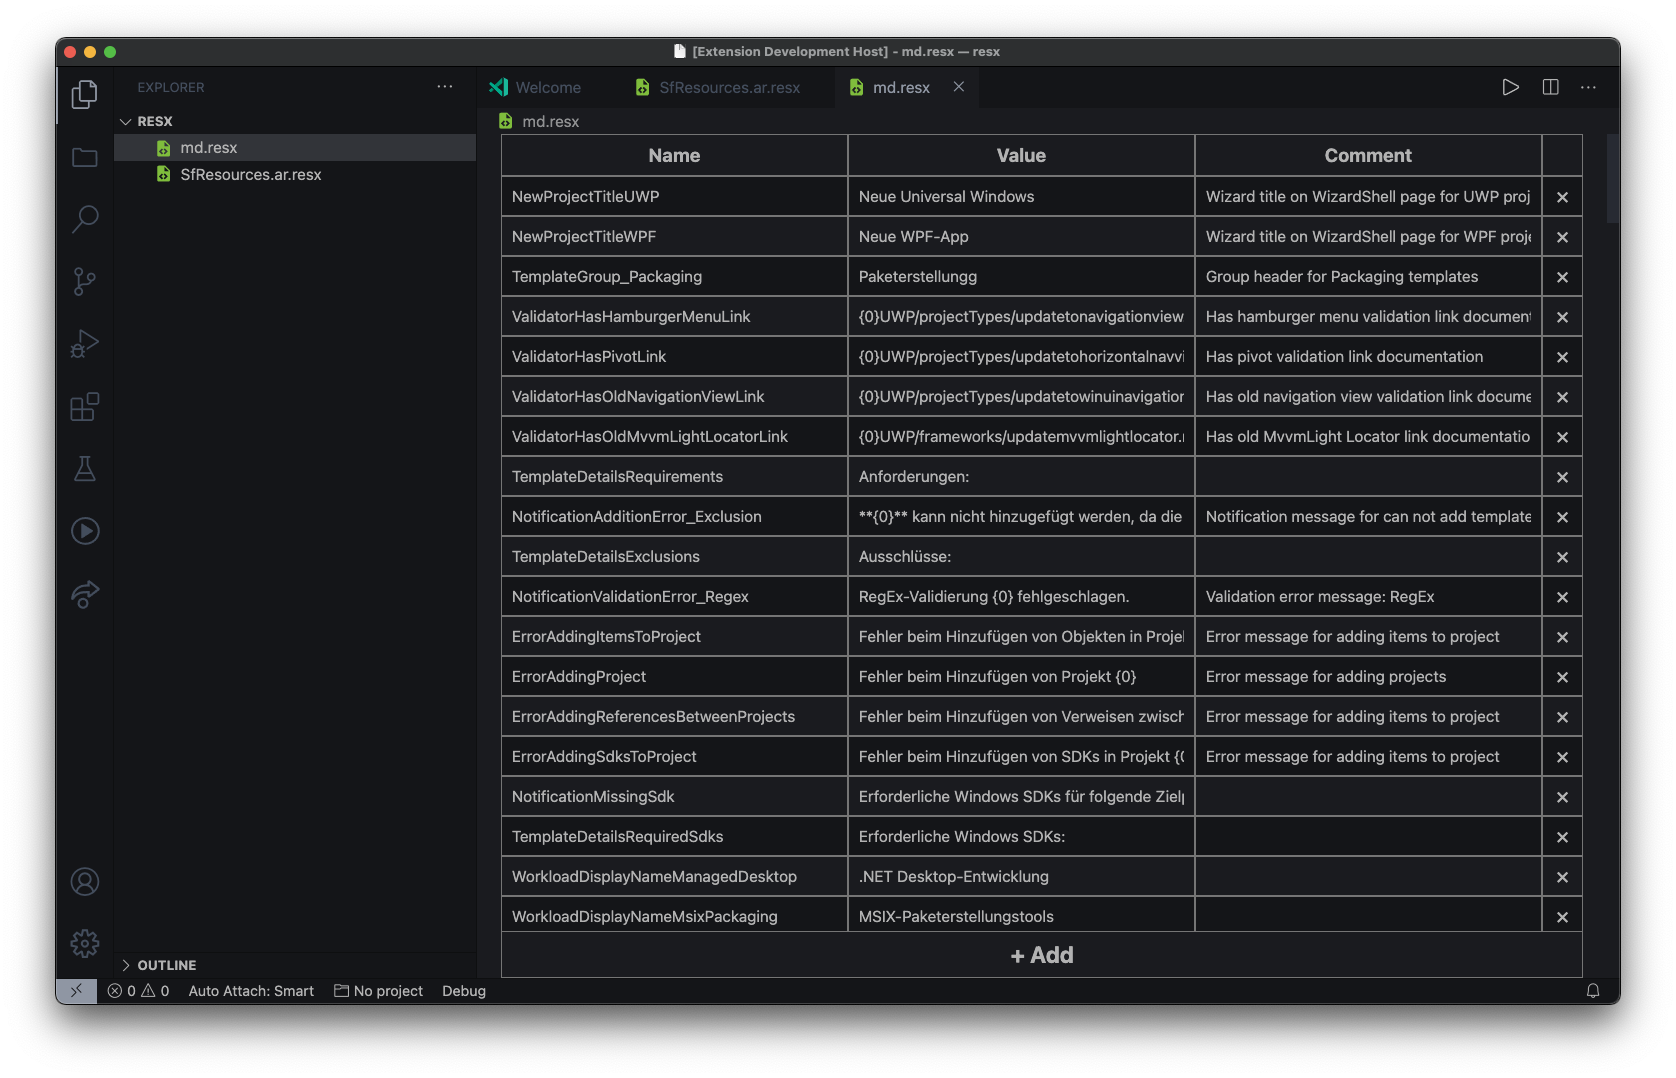 [Extension Development Host] - md.resx — resx
EXPLORER
Welcome
SfResources.ar.resx
md.resx
RESX
md.resx
md.resx
SfResources.ar.resx
Name Value Comment
NewProjectTitleUWP Neue Universal Windows Wizard title on WizardShell page for UWP proj
NewProjectTitleWPF Neue WPF-App Wizard title on WizardShell page for WPF proj
TemplateGroup_Packaging Paketerstellungg Group header for Packaging templates
ValidatorHasHamburgerMenuLink {0}UWP/projectTypes/updatetonavigationview Has hamburger menu validation link documen
ValidatorHasPivotLink {0}UWP/projectTypes/updatetohorizontalnavvi Has pivot validation link documentation
ValidatorHasOldNavigationViewLink {0}UWP/projectTypes/updatetowinuinavigation Has old navigation view validation link docume
ValidatorHasOldMvvmLightLocatorLink {0}UWP/frameworks/updatemvvmlightlocator. Has old MvvmLight Locator link documentatio
TemplateDetailsRequirements Anforderungen:
NotificationAdditionError_Exclusion **{0}** kann nicht hinzugefügt werden, da die Notification message for can not add template
TemplateDetailsExclusions Ausschlüsse:
NotificationValidationError_Regex RegEx-Validierung {0} fehlgeschlagen. Validation error message: RegEx
ErrorAddingItemsToProject Fehler beim Hinzufügen von Objekten in Proje Error message for adding items to project
ErrorAddingProject Fehler beim Hinzufügen von Projekt {0} Error message for adding projects
ErrorAddingReferencesBetweenProjects Fehler beim Hinzufügen von Verweisen zwisch Error message for adding items to project
ErrorAddingSdksToProject Fehler beim Hinzufügen von SDKs in Projekt {0 Error message for adding items to project
NotificationMissingSdk Erforderliche Windows SDKs für folgende Ziel
TemplateDetailsRequiredSdks Erforderliche Windows SDKs:
WorkloadDisplayNameManagedDesktop .NET Desktop-Entwicklung
WorkloadDisplayNameMsixPackaging MSIX-Paketerstellungstools
+ Add
OUTLINE
0 0 Auto Attach: Smart No project Debug